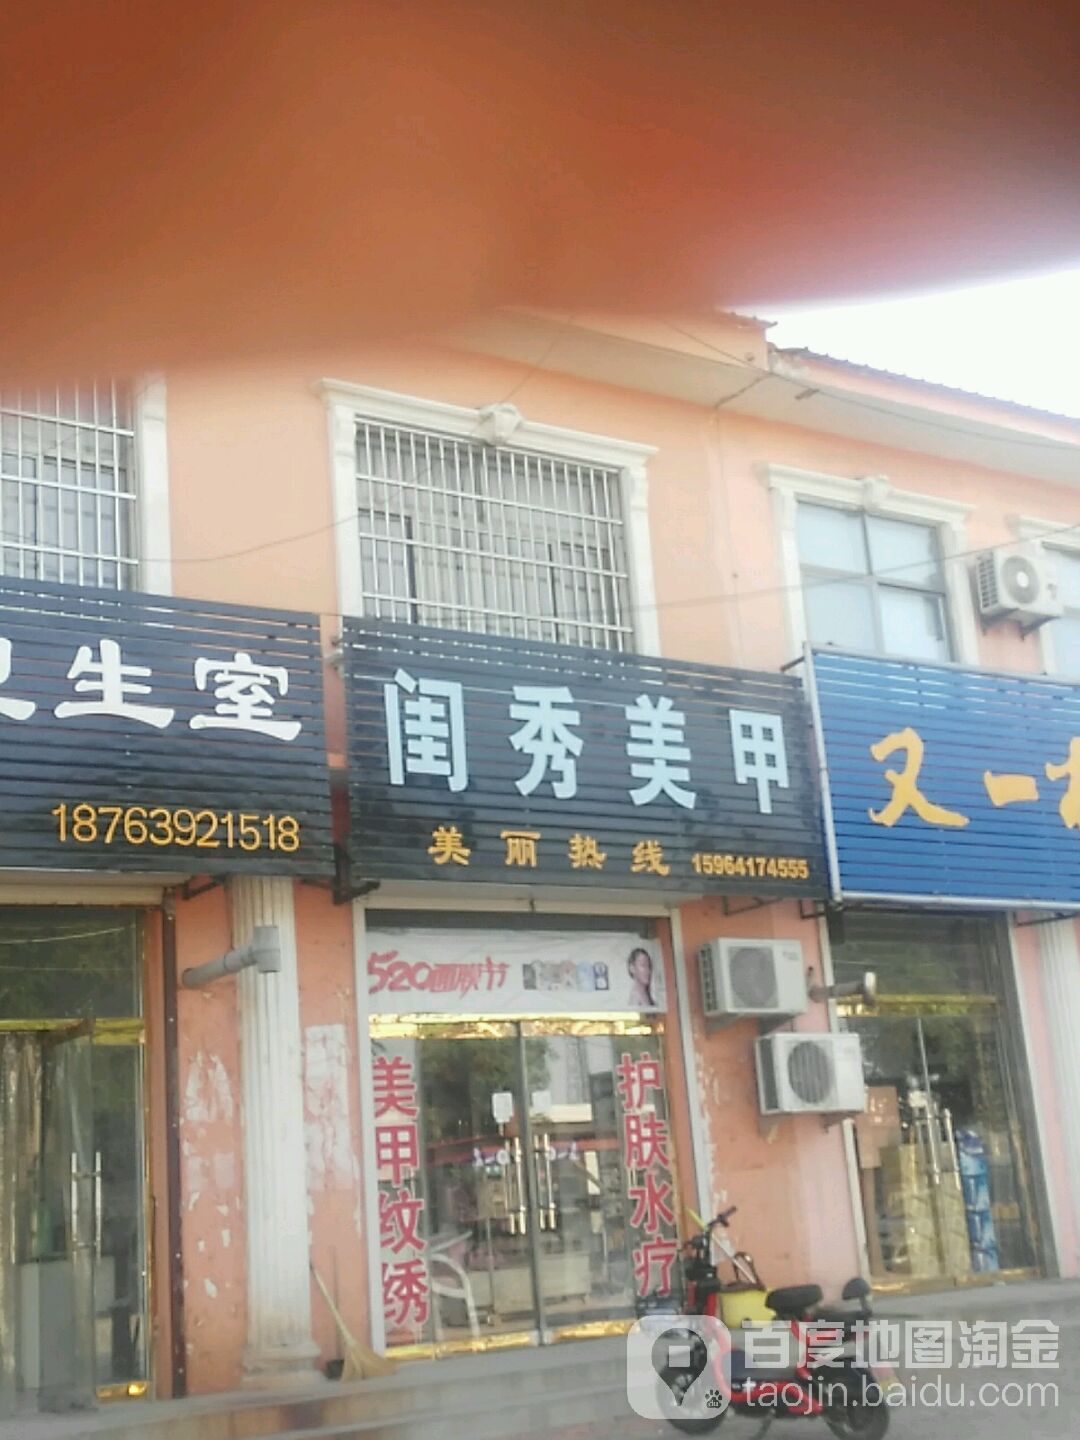 生室
18763921518
闺秀美甲
美丽热线 15964174555
又一
520面膜节
美甲纹绣
护肤水疗
百度地图淘金
taojin.baidu.com